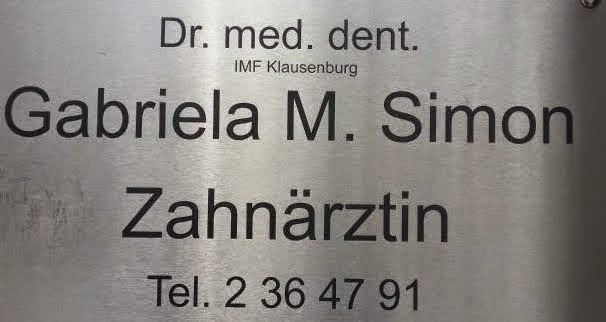 Dr. med. dent.
IMF Klausenburg
Gabriela M. Simon
Zahnärztin
Tel. 2 36 47 91